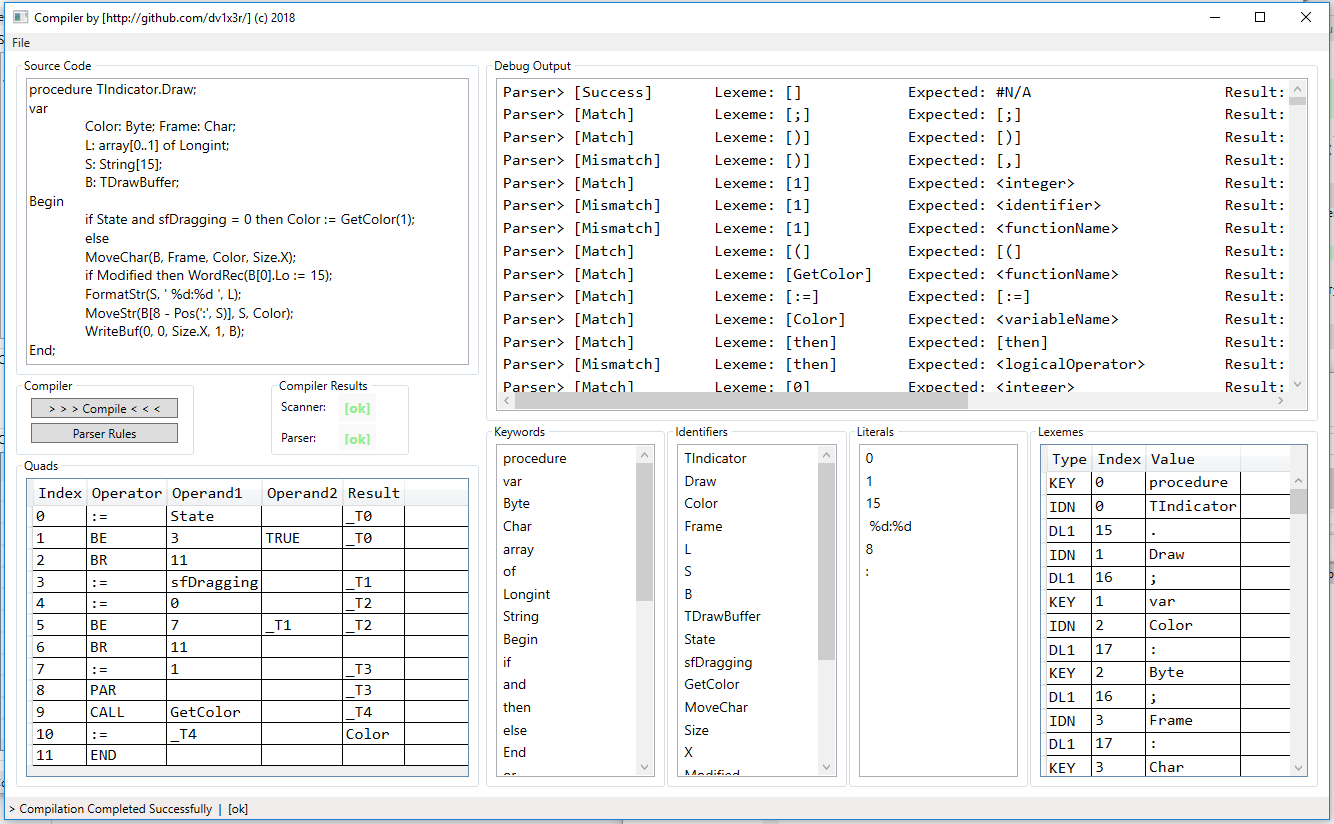 Compiler by [http://github.com/dv1x3r/] (c) 2018
File
Source Code
procedure TIndicator.Draw;
var
Color: Byte; Frame: Char;
L: array[0..1] of Longint;
S: String[15];
B: TDrawBuffer;
Begin
if State and sfDragging = 0 then Color := GetColor(1);
else
MoveChar(B, Frame, Color, Size.X);
if Modified then WordRec(B[0].Lo := 15);
FormatStr(S, ' %d:%d ', L);
MoveStr(B[8 - Pos(':', S)], S, Color);
WriteBuf(0, 0, Size.X, 1, B);
End;
Debug Output
Parser> [Success] Lexeme: [] Expected: #N/A Result:
Parser> [Match] Lexeme: [;] Expected: [;] Result:
Parser> [Match] Lexeme: [)] Expected: [)] Result:
Parser> [Mismatch] Lexeme: [)] Expected: [,] Result:
Parser> [Match] Lexeme: [1] Expected: <integer> Result:
Parser> [Mismatch] Lexeme: [1] Expected: <identifier> Result:
Parser> [Mismatch] Lexeme: [1] Expected: <functionName> Result:
Parser> [Match] Lexeme: [(] Expected: [(] Result:
Parser> [Match] Lexeme: [GetColor] Expected: <functionName> Result:
Parser> [Match] Lexeme: [:=] Expected: [:=] Result:
Parser> [Match] Lexeme: [Color] Expected: <variableName> Result:
Parser> [Match] Lexeme: [then] Expected: [then] Result:
Parser> [Mismatch] Lexeme: [then] Expected: <logicalOperator> Result:
Parser> [Match] Lexeme: [0] Expected: <integer> Result:
Compiler
> > > Compile < < <
Parser Rules
Compiler Results
Scanner: [ok]
Parser: [ok]
Quads
Index Operator Operand1 Operand2 Result
0 := State _T0
1 BE 3 TRUE _T0
2 BR 11
3 := sfDragging _T1
4 := 0 _T2
5 BE 7 _T1 _T2
6 BR 11
7 := 1 _T3
8 PAR _T3
9 CALL GetColor _T4
10 := _T4 Color
11 END
Keywords
procedure
var
Byte
Char
array
of
Longint
String
Begin
if
and
then
else
End
or
Identifiers
TIndicator
Draw
Color
Frame
L
S
B
TDrawBuffer
State
sfDragging
GetColor
MoveChar
Size
X
Modified
Literals
0
1
15
%d:%d
8
:
Lexemes
Type Index Value
KEY 0 procedure
IDN 0 TIndicator
DL1 15 .
IDN 1 Draw
DL1 16 ;
KEY 1 var
IDN 2 Color
DL1 17 :
KEY 2 Byte
DL1 16 ;
IDN 3 Frame
DL1 17 :
KEY 3 Char
> Compilation Completed Successfully | [ok]